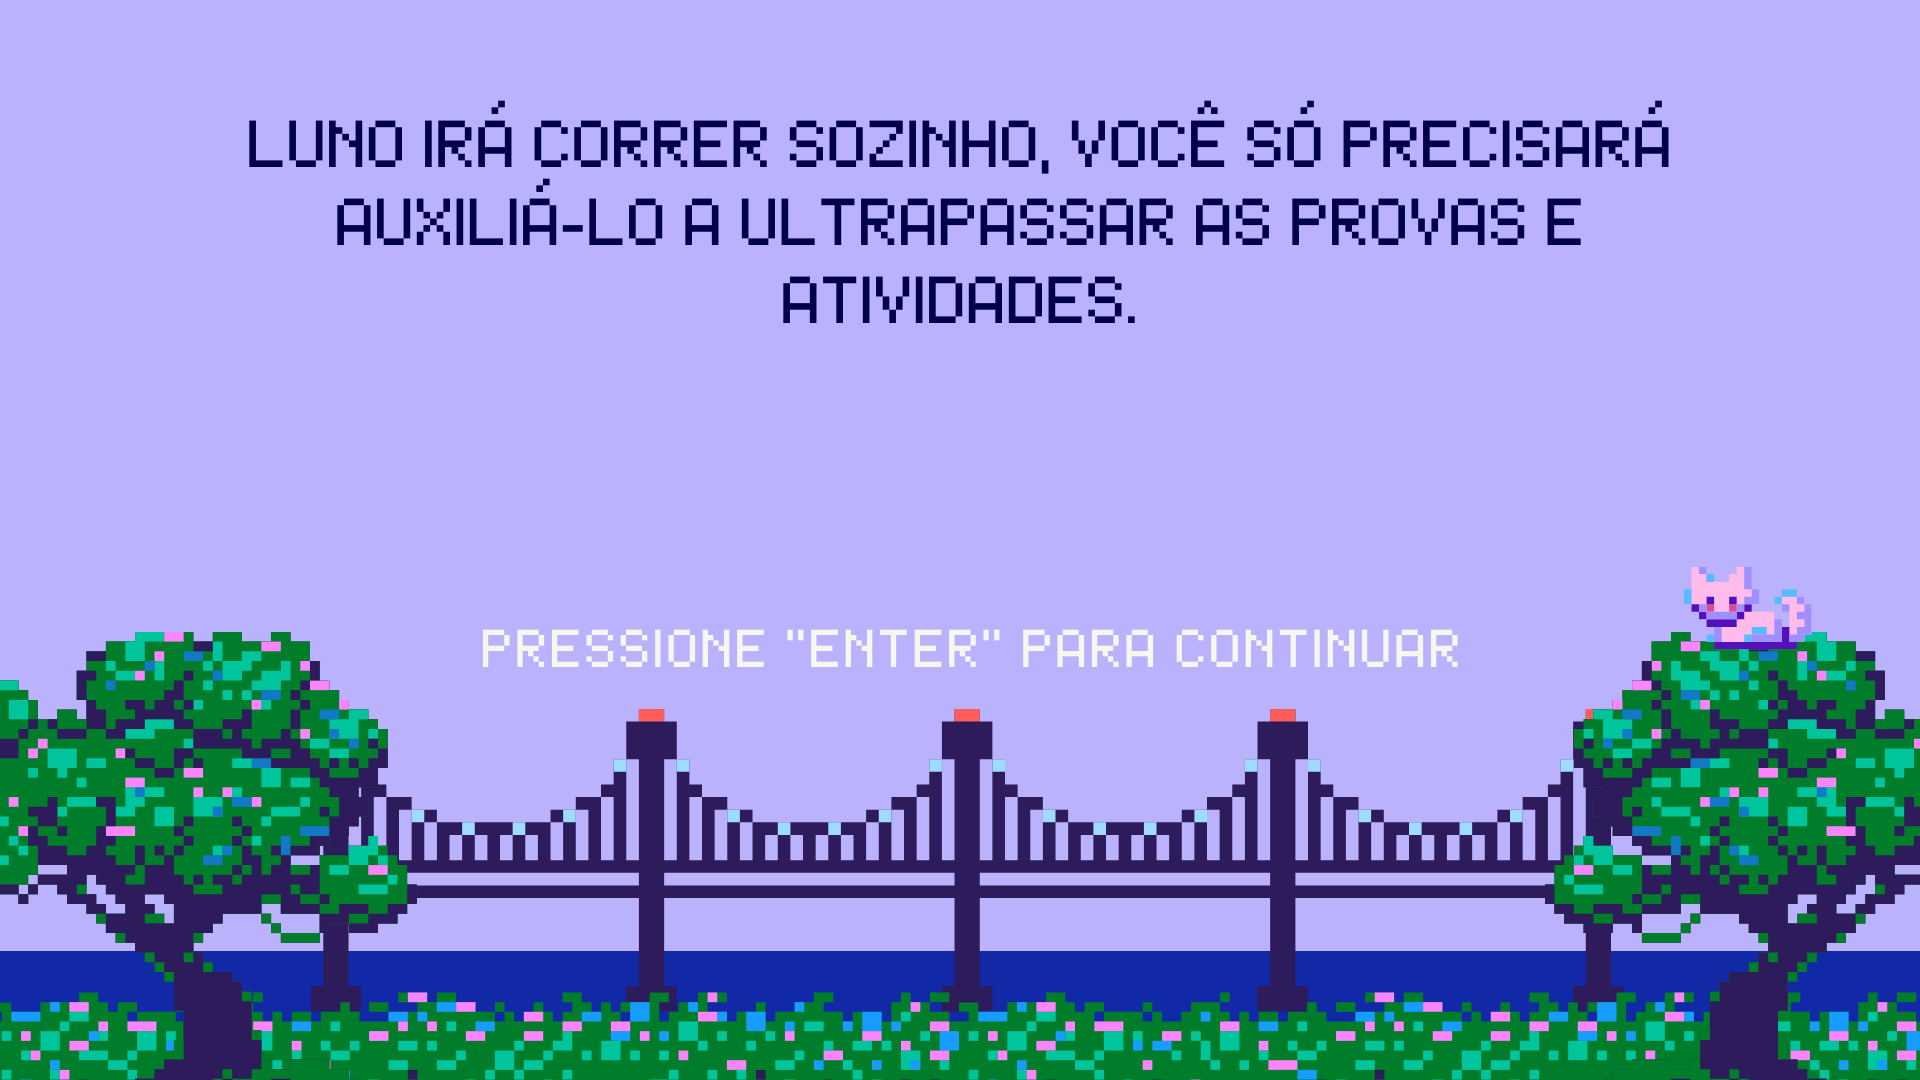 LUNO IRÁ CORRER SOZINHO, VOCÊ SÓ PRECISARÁ
AUXILIÁ-LO A ULTRAPASSAR AS PROVAS E
ATIVIDADES.
PRESSIONE "ENTER" PARA CONTINUAR